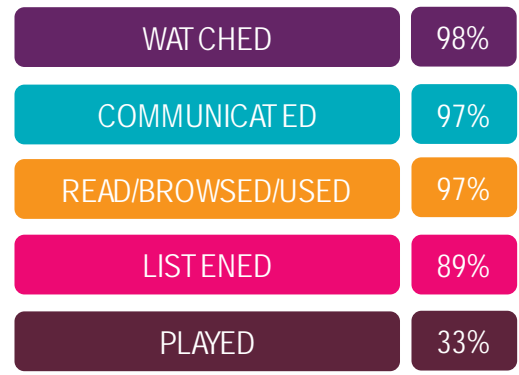 WATCHED 98%
COMMUNICATED 97%
READ/BROWSED/USED 97%
LISTENED 89%
PLAYED 33%